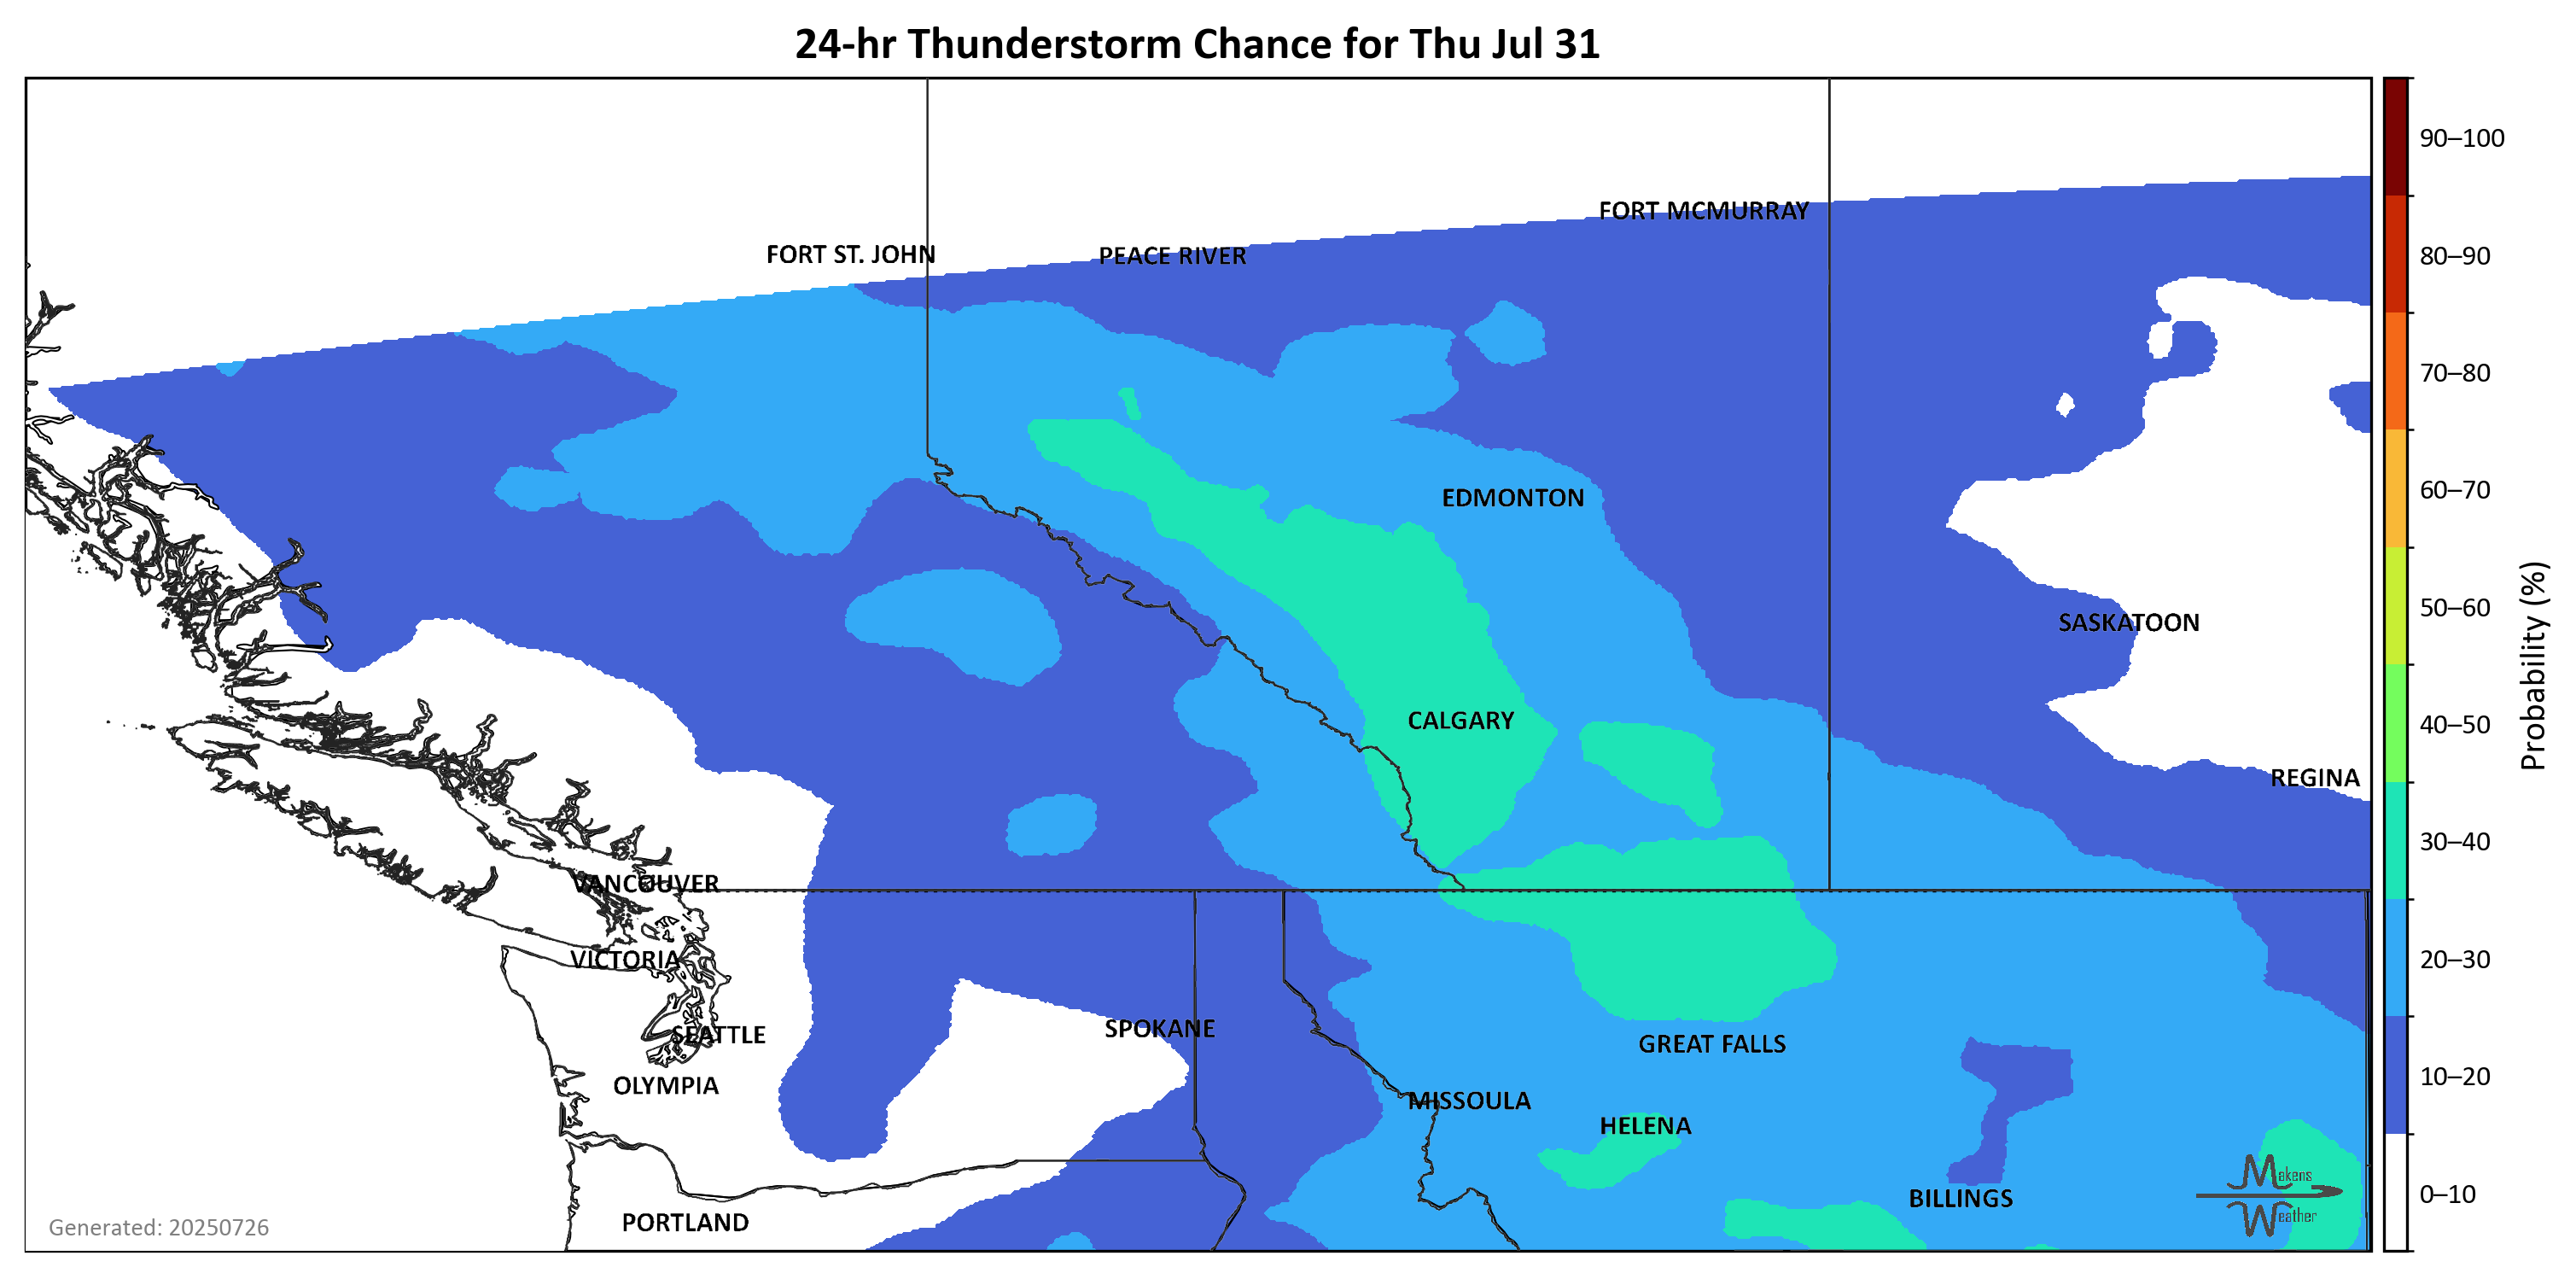 24-hr Thunderstorm Chance for Thu Jul 31
90–100
FORT MCMURRAY
FORT ST. JOHN
PEACE RIVER
80–90
70–80
60–70
EDMONTON
50–60
SASKATOON
Probability (%)
CALGARY
40–50
REGINA
30–40
VANCOUVER
VICTORIA
20–30
SPOKANE
SEATTLE
GREAT FALLS
OLYMPIA
10–20
MISSOULA
HELENA
Makens
Weather
0–10
BILLINGS
PORTLAND
Generated: 20250726